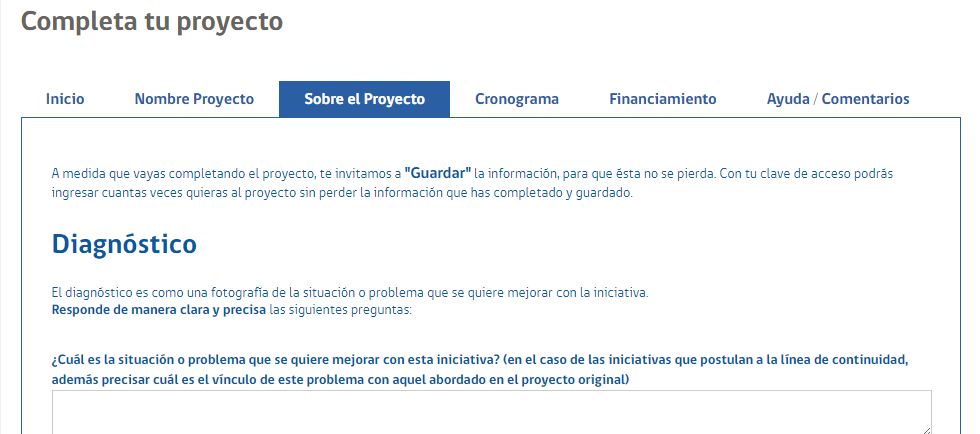 Completa tu proyecto
Inicio Nombre Proyecto Sobre el Proyecto Cronograma Financiamiento Ayuda / Comentarios
A medida que vayas completando el proyecto, te invitamos a "Guardar" la información, para que ésta no se pierda. Con tu clave de acceso podrás
ingresar cuantas veces quieras al proyecto sin perder la información que has completado y guardado.
Diagnóstico
El diagnóstico es como una fotografía de la situación o problema que se quiere mejorar con la iniciativa.
Responde de manera clara y precisa las siguientes preguntas:
¿Cuál es la situación o problema que se quiere mejorar con esta iniciativa? (en el caso de las iniciativas que postulan a la línea de continuidad,
además precisar cuál es el vínculo de este problema con aquel abordado en el proyecto original)